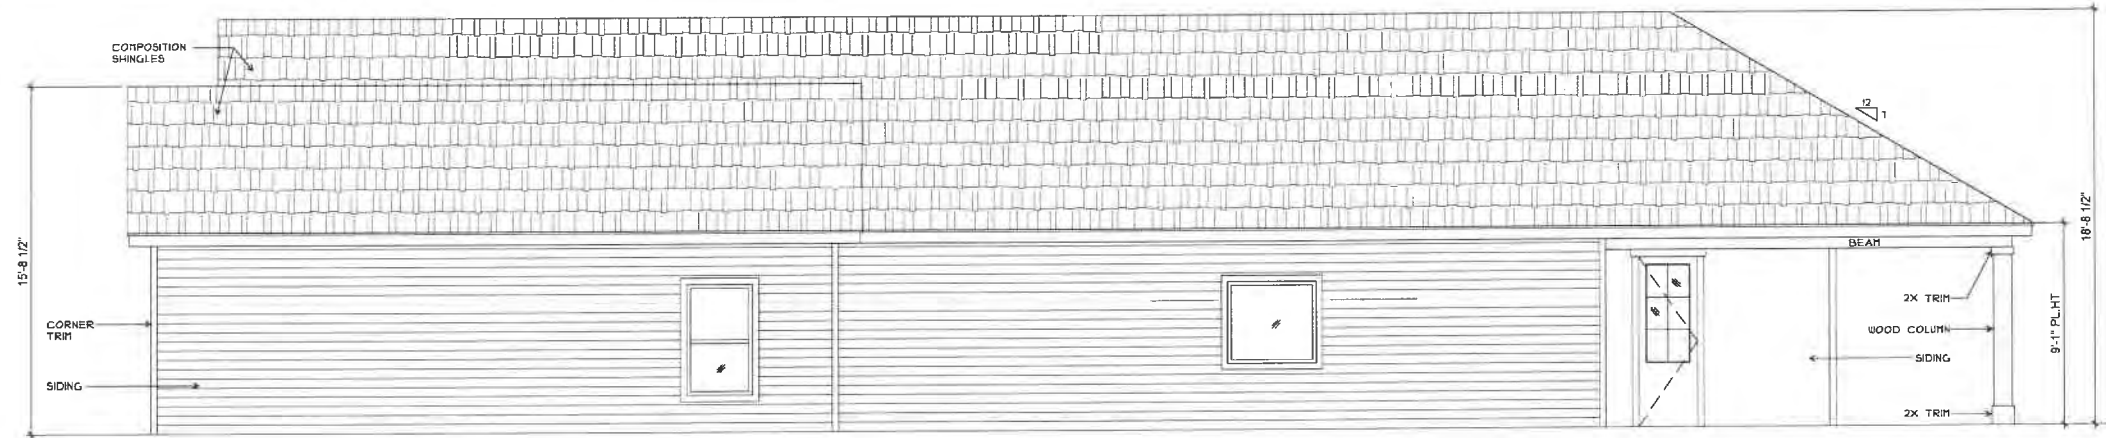 COMPOSITION
SHINGLES
12
1
15'-8 1/2"
18'-8 1/2"
BEAM
2X TRIM
CORNER
TRIM
WOOD COLUMN
9'-1" PL.HT
SIDING
SIDING
2X TRIM